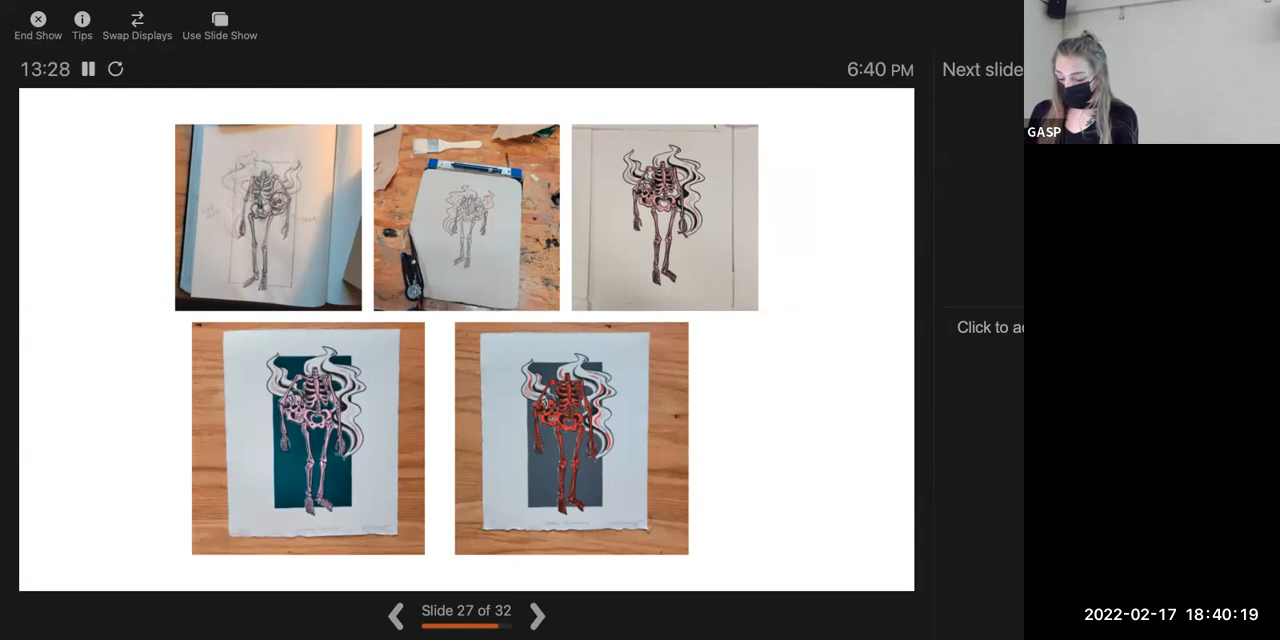 End Show
Tips
Swap Displays
Use Slide Show
13:28
6:40 PM
Next slide
GASP
Click to ad
Slide 27 of 32
2022-02-17 18:40:19